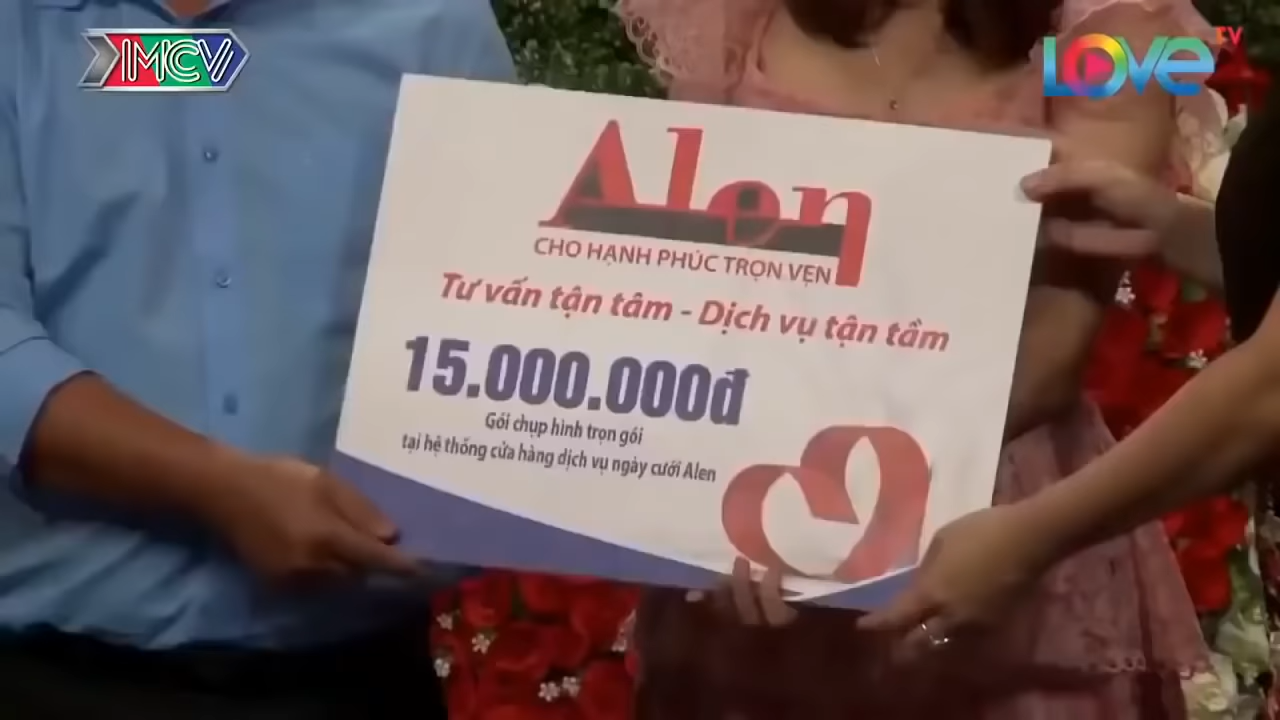 MCV
LOVE TV
Alen
CHO HẠNH PHÚC TRỌN VẸN
Tư vấn tận tâm - Dịch vụ tận tầm
15.000.000đ
Gói chụp hình trọn gói
tại hệ thống cửa hàng dịch vụ ngày cưới Alen